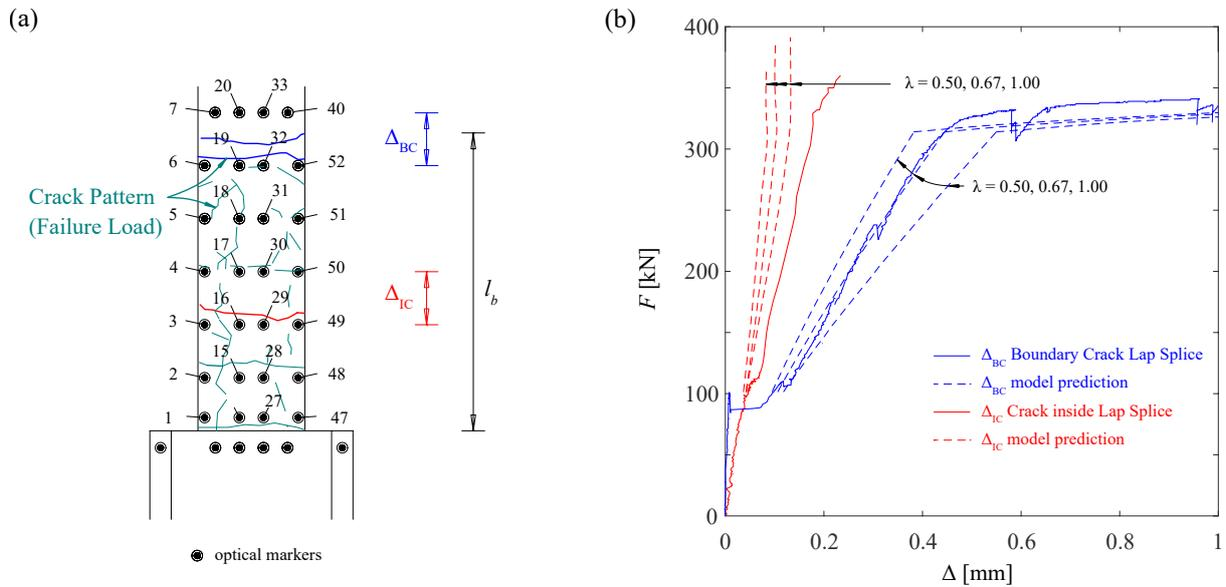 (a)
20 33
7 40
Δ_BC
19 32
6 52
Crack Pattern
(Failure Load)
18 31
5 51
17 30
4 50
l_b
Δ_IC
16 29
3 49
15 28
2 48
27
1 47
optical markers
(b)
400
300
200
100
0
F [kN]
λ = 0.50, 0.67, 1.00
λ = 0.50, 0.67, 1.00
Δ_BC Boundary Crack Lap Splice
Δ_BC model prediction
Δ_IC Crack inside Lap Splice
Δ_IC model prediction
0 0.2 0.4 0.6 0.8 1
Δ [mm]